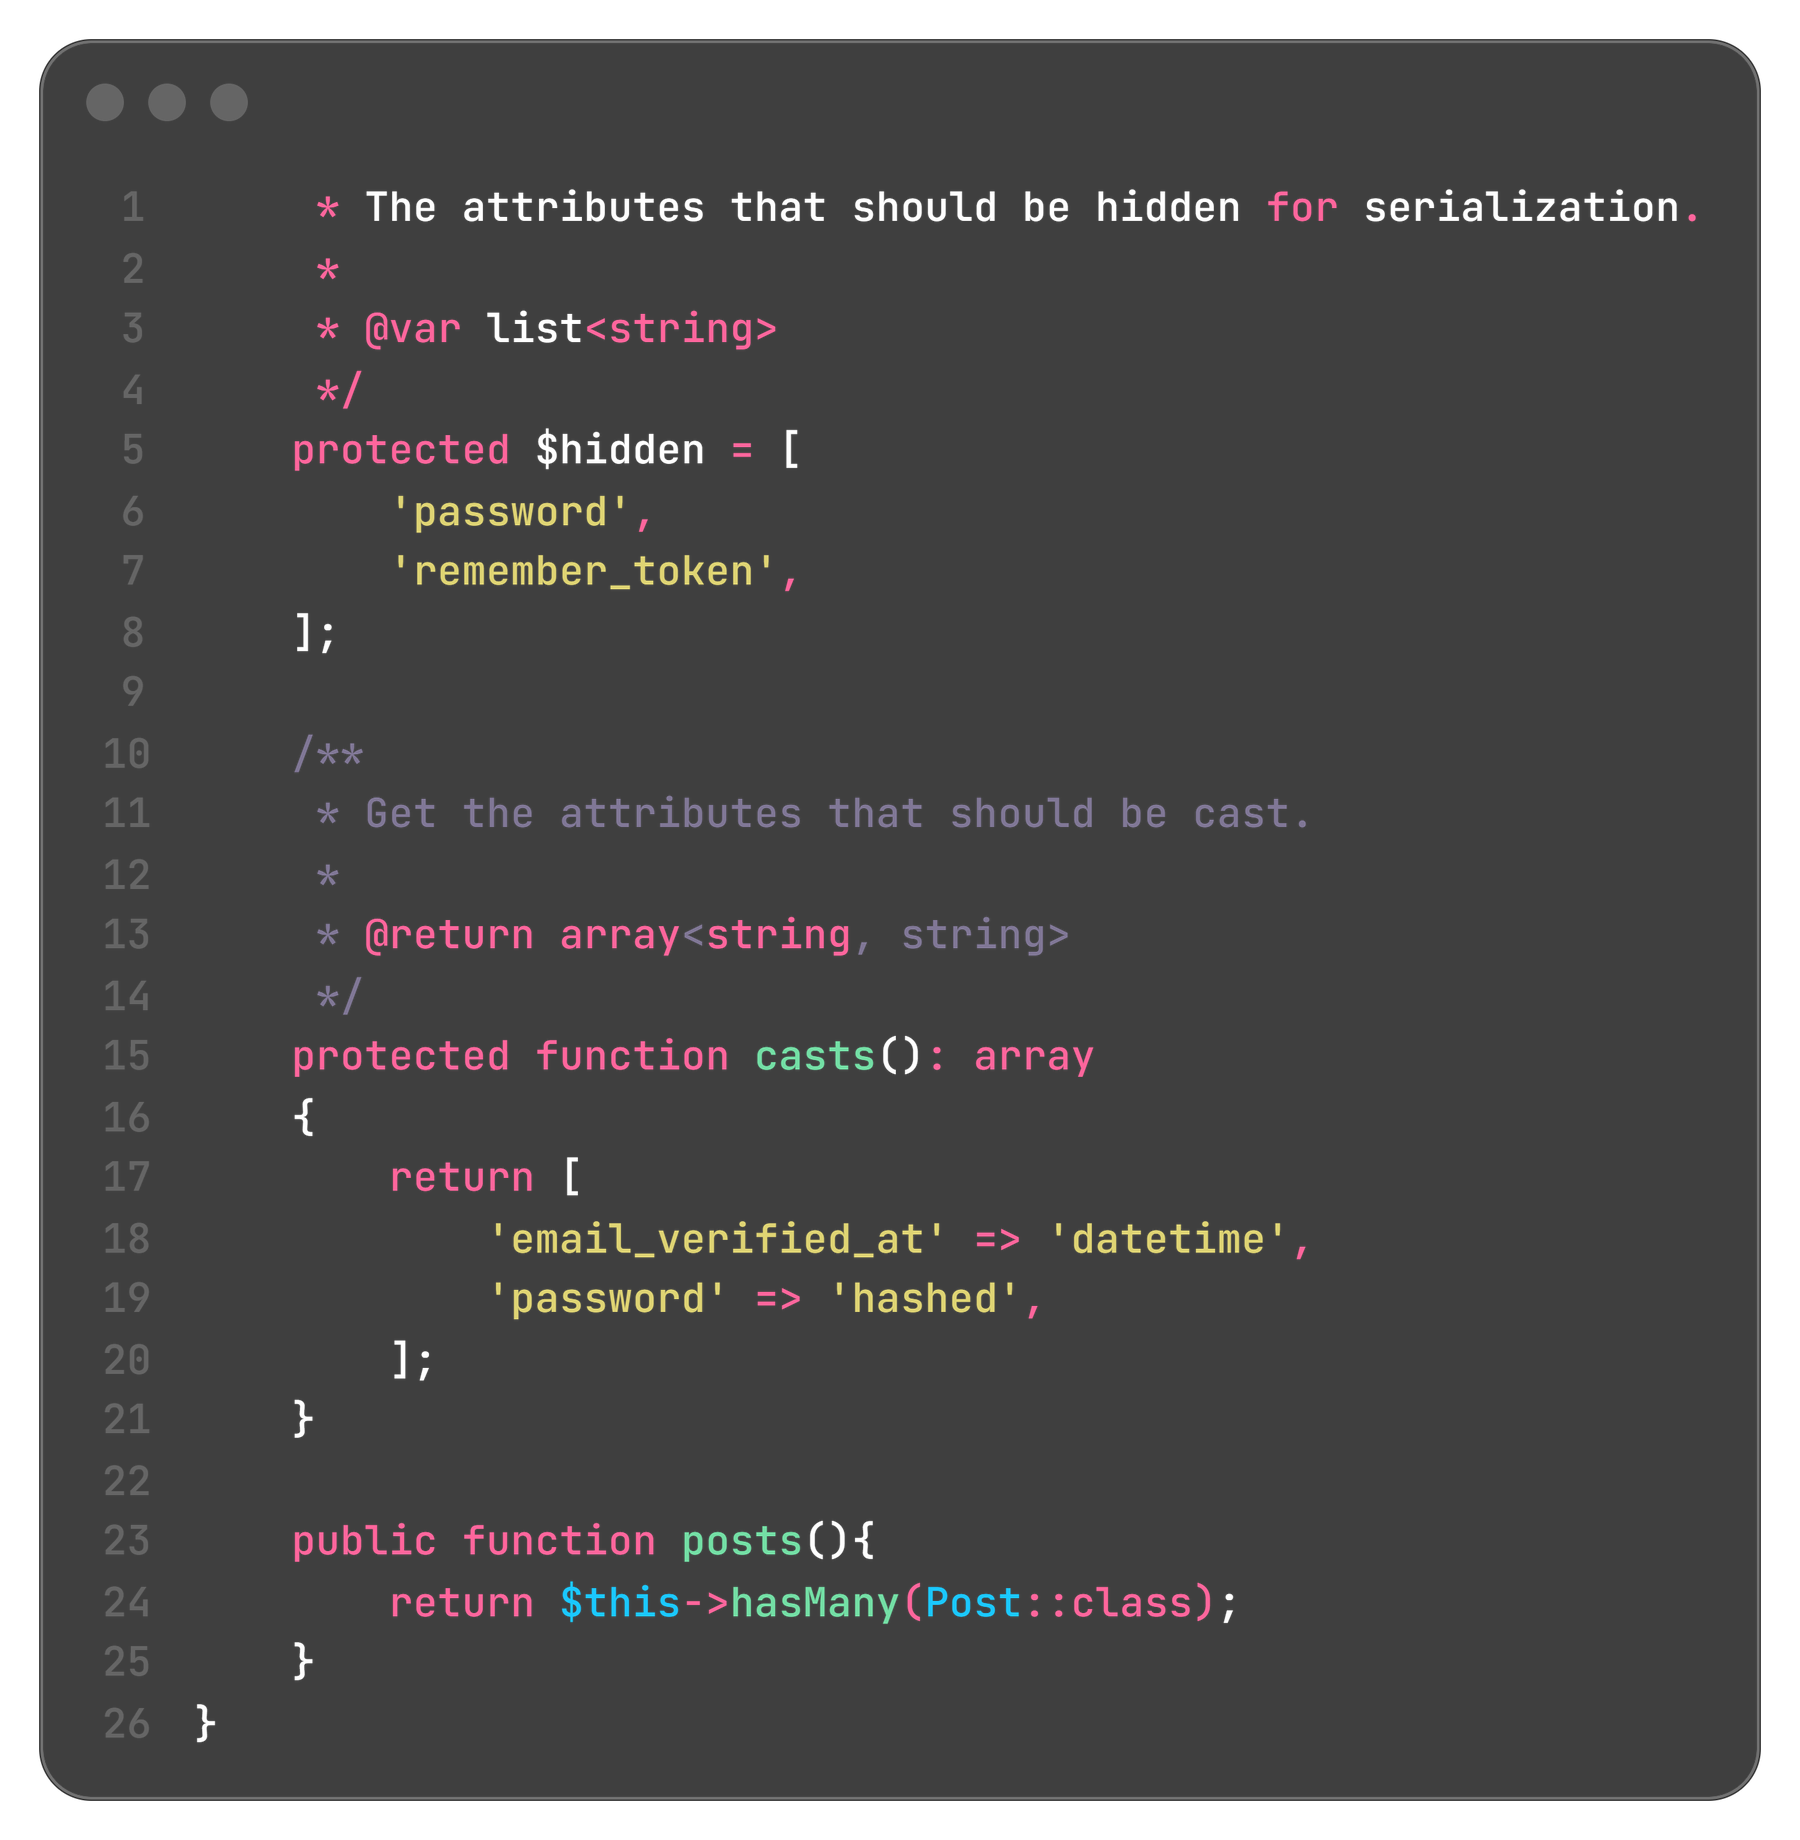 1 * The attributes that should be hidden for serialization.
2 *
3 * @var list<string>
4 */
5 protected $hidden = [
6 'password',
7 'remember_token',
8 ];
9
10 /**
11 * Get the attributes that should be cast.
12 *
13 * @return array<string, string>
14 */
15 protected function casts(): array
16 {
17 return [
18 'email_verified_at' => 'datetime',
19 'password' => 'hashed',
20 ];
21 }
22
23 public function posts(){
24 return $this->hasMany(Post::class);
25 }
26 }